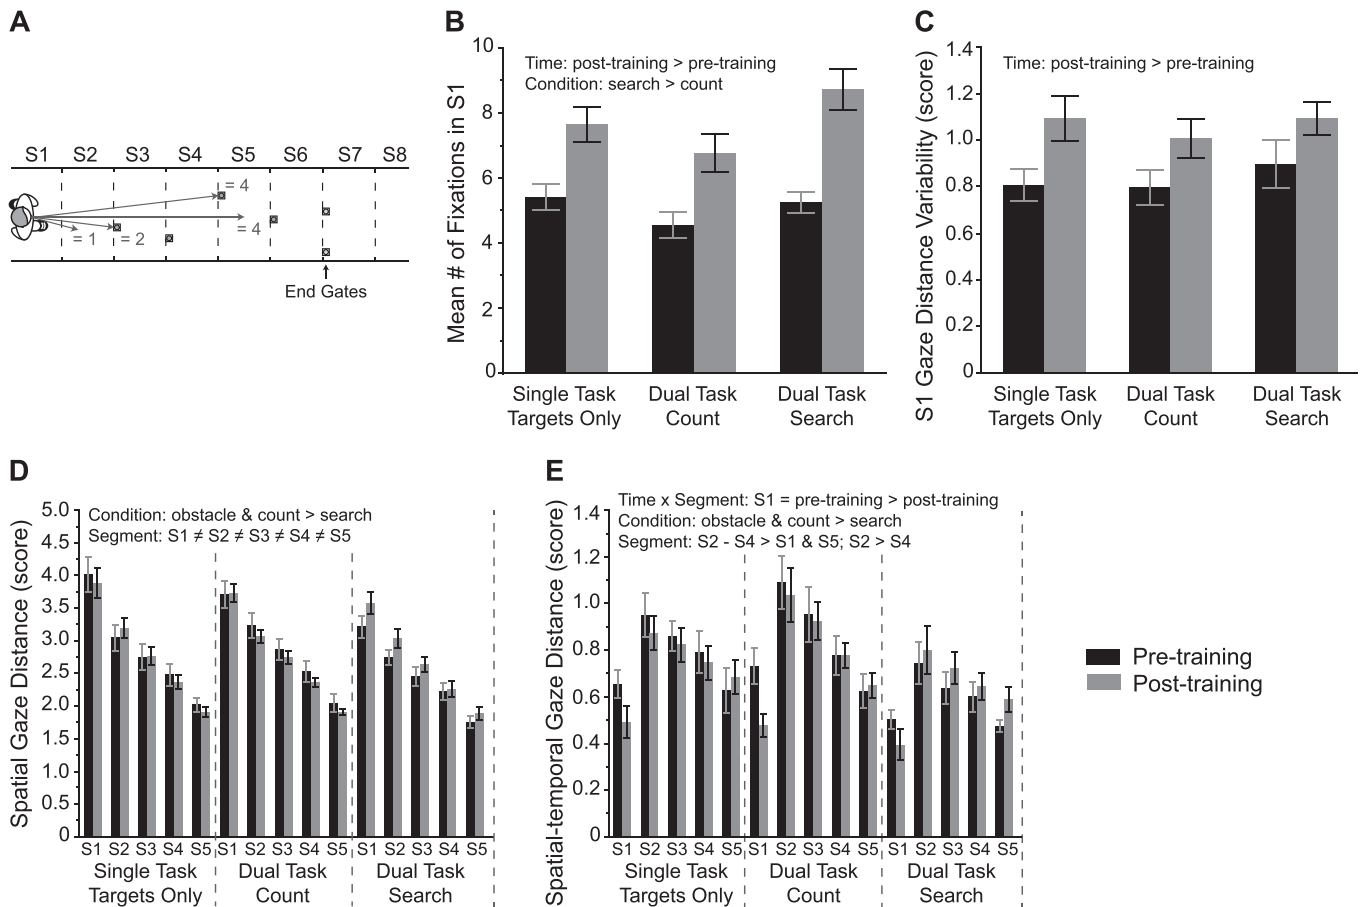 A
S1 S2 S3 S4 S5 S6 S7 S8
= 4
= 4
= 1
= 2
End Gates
B
Mean # of Fixations in S1
10
8
6
4
2
0
Time: post-training > pre-training
Condition: search > count
Single Task
Targets Only
Dual Task
Count
Dual Task
Search
C
S1 Gaze Distance Variability (score)
1.4
1.2
1.0
0.8
0.6
0.4
0.2
0
Time: post-training > pre-training
Single Task
Targets Only
Dual Task
Count
Dual Task
Search
D
Spatial Gaze Distance (score)
5.0
4.0
3.5
3.0
2.5
2.0
1.5
1.0
0.5
0
Condition: obstacle & count > search
Segment: S1 ≠ S2 ≠ S3 ≠ S4 ≠ S5
S1 S2 S3 S4 S5 S1 S2 S3 S4 S5 S1 S2 S3 S4 S5
Single Task
Targets Only
Dual Task
Count
Dual Task
Search
E
Spatial-temporal Gaze Distance (score)
1.4
1.2
1.0
0.8
0.6
0.4
0.2
0
Time x Segment: S1 = pre-training > post-training
Condition: obstacle & count > search
Segment: S2 - S4 > S1 & S5; S2 > S4
S1 S2 S3 S4 S5 S1 S2 S3 S4 S5 S1 S2 S3 S4 S5
Single Task
Targets Only
Dual Task
Count
Dual Task
Search
Pre-training
Post-training